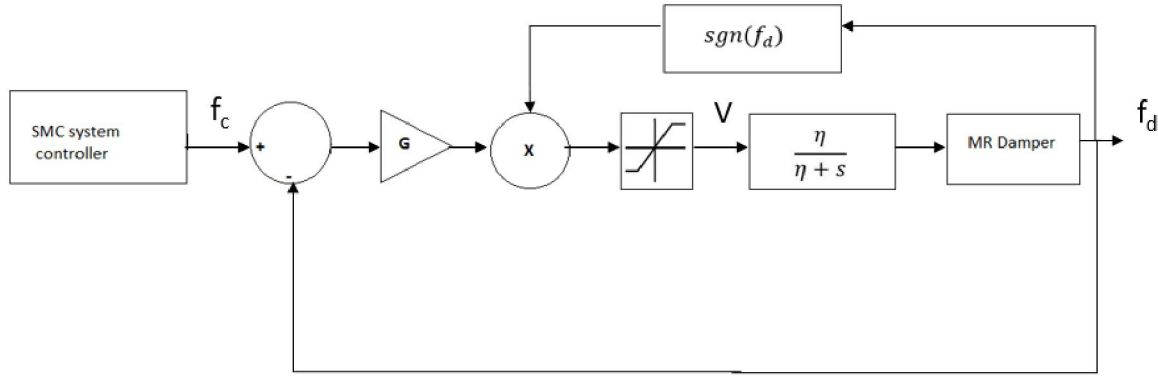 sgn(f_d)
SMC system
controller
f_c
+
-
G
X
V
η
η + s
MR Damper
f_d